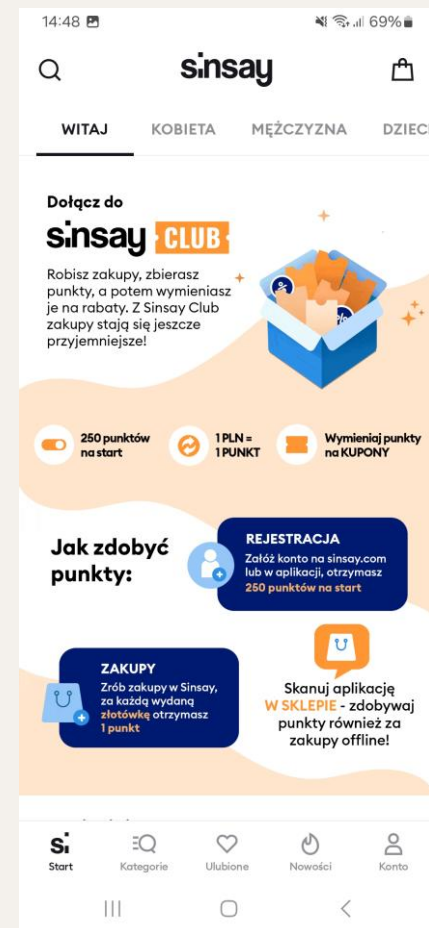 14:48 69%
sinsay
WITAJ KOBIETA MĘŻCZYZNA DZIEC
Dołącz do
sinsay CLUB
Robisz zakupy, zbierasz
punkty, a potem wymieniasz
je na rabaty. Z Sinsay Club
zakupy stają się jeszcze
przyjemniejsze!
250 punktów
na start
1 PLN =
1 PUNKT
Wymieniaj punkty
na KUPONY
Jak zdobyć
punkty:
REJESTRACJA
Załóż konto na sinsay.com
lub w aplikacji, otrzymasz
250 punktów na start
ZAKUPY
Zrób zakupy w Sinsay,
za każdą wydaną
złotówkę otrzymasz
1 punkt
Skanuj aplikację
W SKLEPIE - zdobywaj
punkty również za
zakupy offline!
si
Start Kategorie Ulubione Nowości Konto